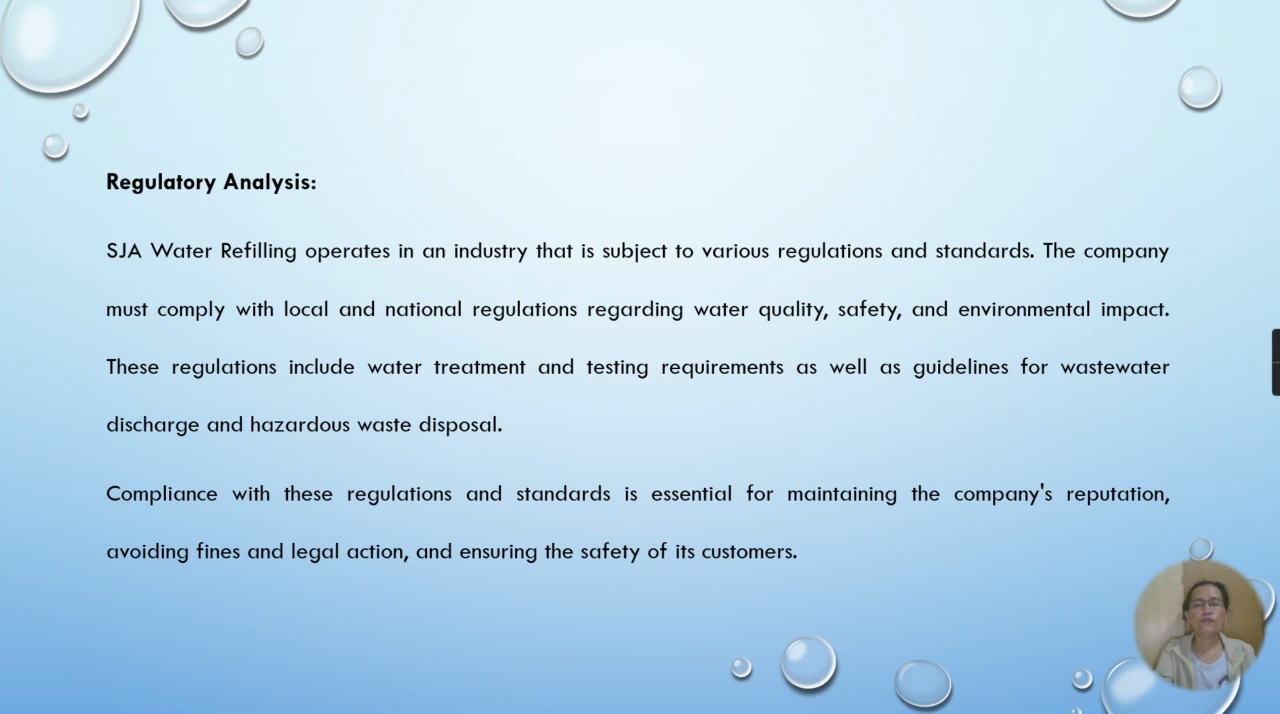 Regulatory Analysis:
SJA Water Refilling operates in an industry that is subject to various regulations and standards. The company
must comply with local and national regulations regarding water quality, safety, and environmental impact.
These regulations include water treatment and testing requirements as well as guidelines for wastewater
discharge and hazardous waste disposal.
Compliance with these regulations and standards is essential for maintaining the company's reputation,
avoiding fines and legal action, and ensuring the safety of its customers.